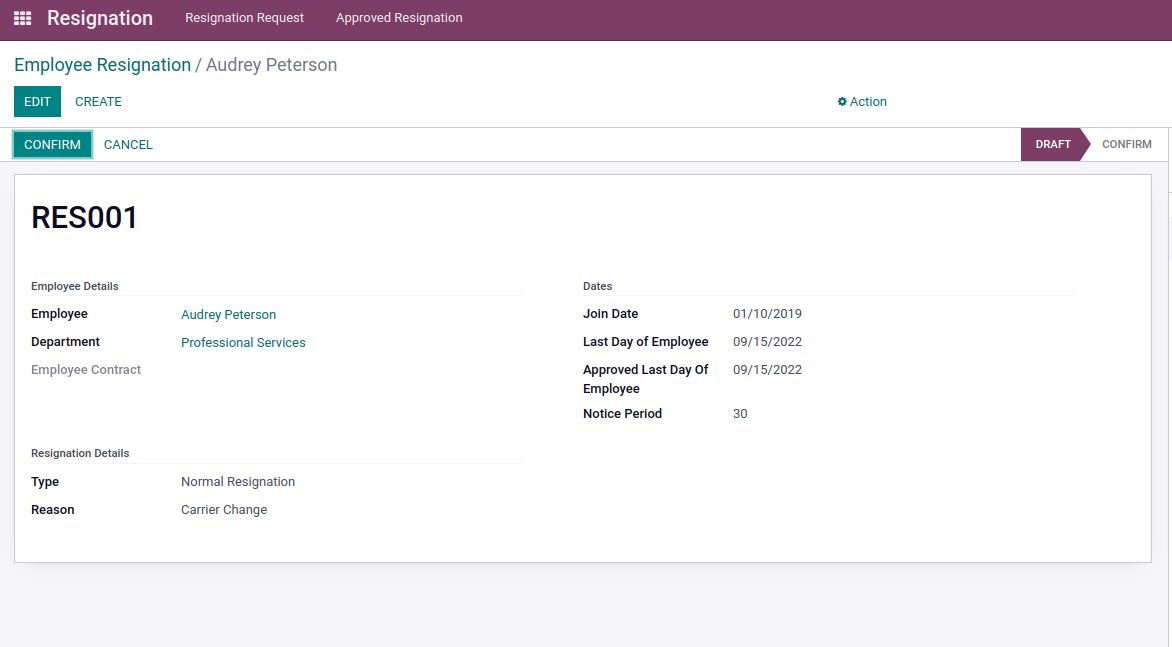 Resignation Resignation Request Approved Resignation
Employee Resignation / Audrey Peterson
EDIT CREATE Action
CONFIRM CANCEL DRAFT CONFIRM
RES001
Employee Details
Employee Audrey Peterson
Department Professional Services
Employee Contract
Dates
Join Date 01/10/2019
Last Day of Employee 09/15/2022
Approved Last Day Of 09/15/2022
Employee
Notice Period 30
Resignation Details
Type Normal Resignation
Reason Carrier Change